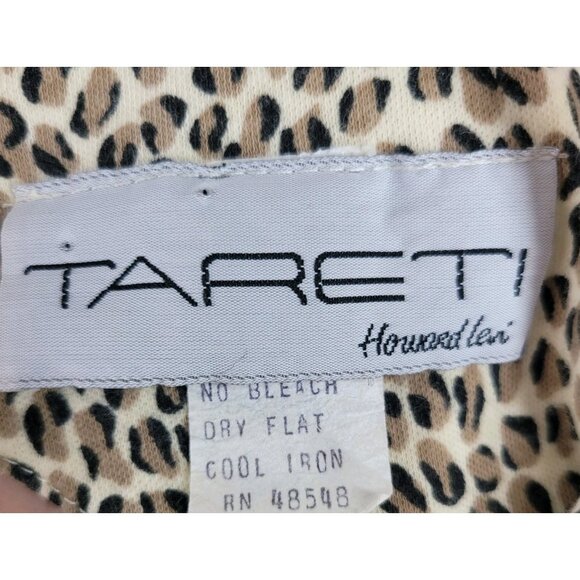 TARETI
Howard Levi
NO BLEACH
DRY FLAT
COOL IRON
RN 48548